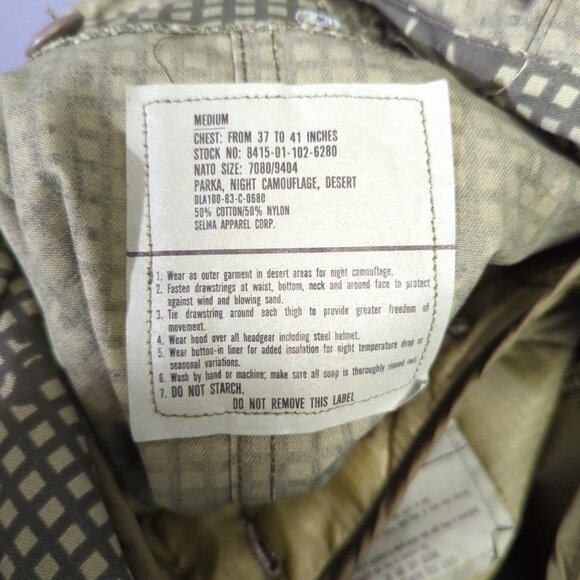 MEDIUM
CHEST: FROM 37 TO 41 INCHES
STOCK NO: 8415-01-102-6280
NATO SIZE: 7080/9404
PARKA, NIGHT CAMOUFLAGE, DESERT
DLA100-83-C-0680
50% COTTON/50% NYLON
SELMA APPAREL CORP.
1. Wear as outer garment in desert areas for night camouflage.
2. Fasten drawstrings at waist, bottom, neck and around face to protect
against wind and blowing sand.
3. Tie drawstring around each thigh to provide greater freedom of
movement.
4. Wear hood over all headgear including steel helmet.
5. Wear button-in liner for added insulation for night temperature drop or
seasonal variations.
6. Wash by hand or machine; make sure all soap is thoroughly rinsed out.
7. DO NOT STARCH.
DO NOT REMOVE THIS LABEL